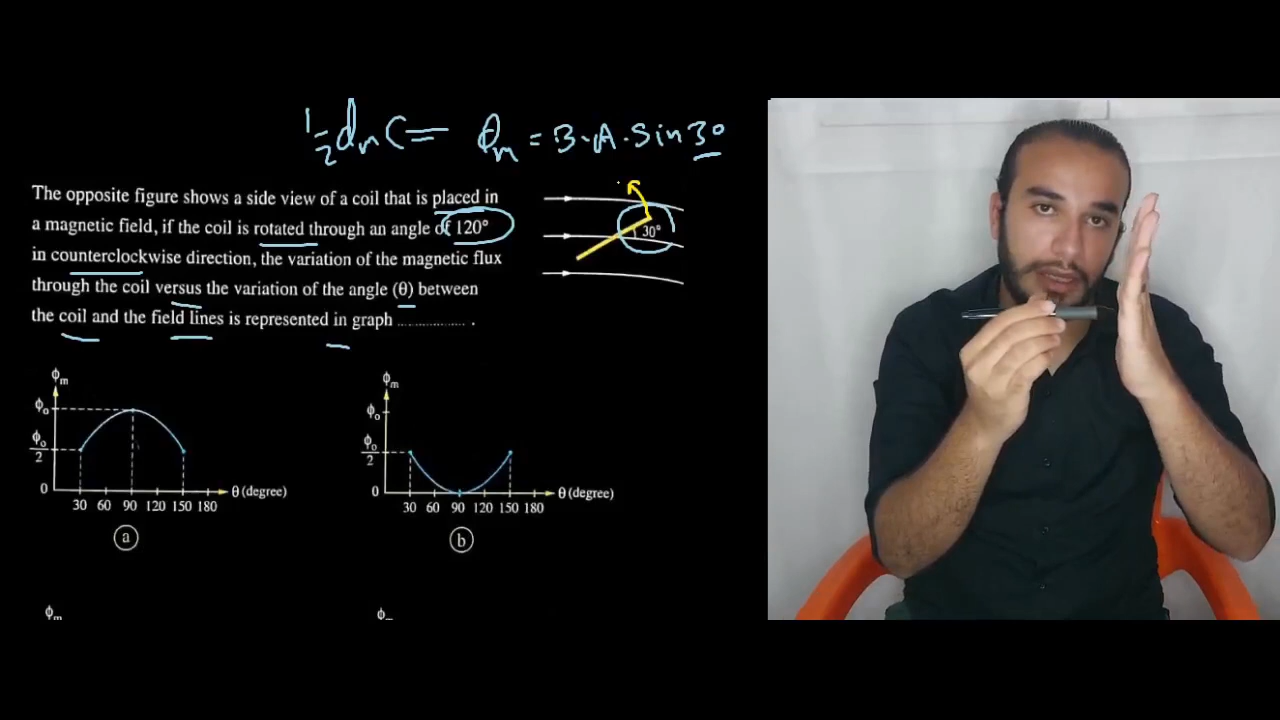 ½ Φm ⇐ Φm = B·A·Sin 30
The opposite figure shows a side view of a coil that is placed in
a magnetic field, if the coil is rotated through an angle of 120°
in counterclockwise direction, the variation of the magnetic flux
through the coil versus the variation of the angle (θ) between
the coil and the field lines is represented in graph ................ .
30°
ϕm
ϕo
ϕo/2
0
30 60 90 120 150 180
θ (degree)
a
ϕm
ϕo
ϕo/2
0
30 60 90 120 150 180
θ (degree)
b
ϕm